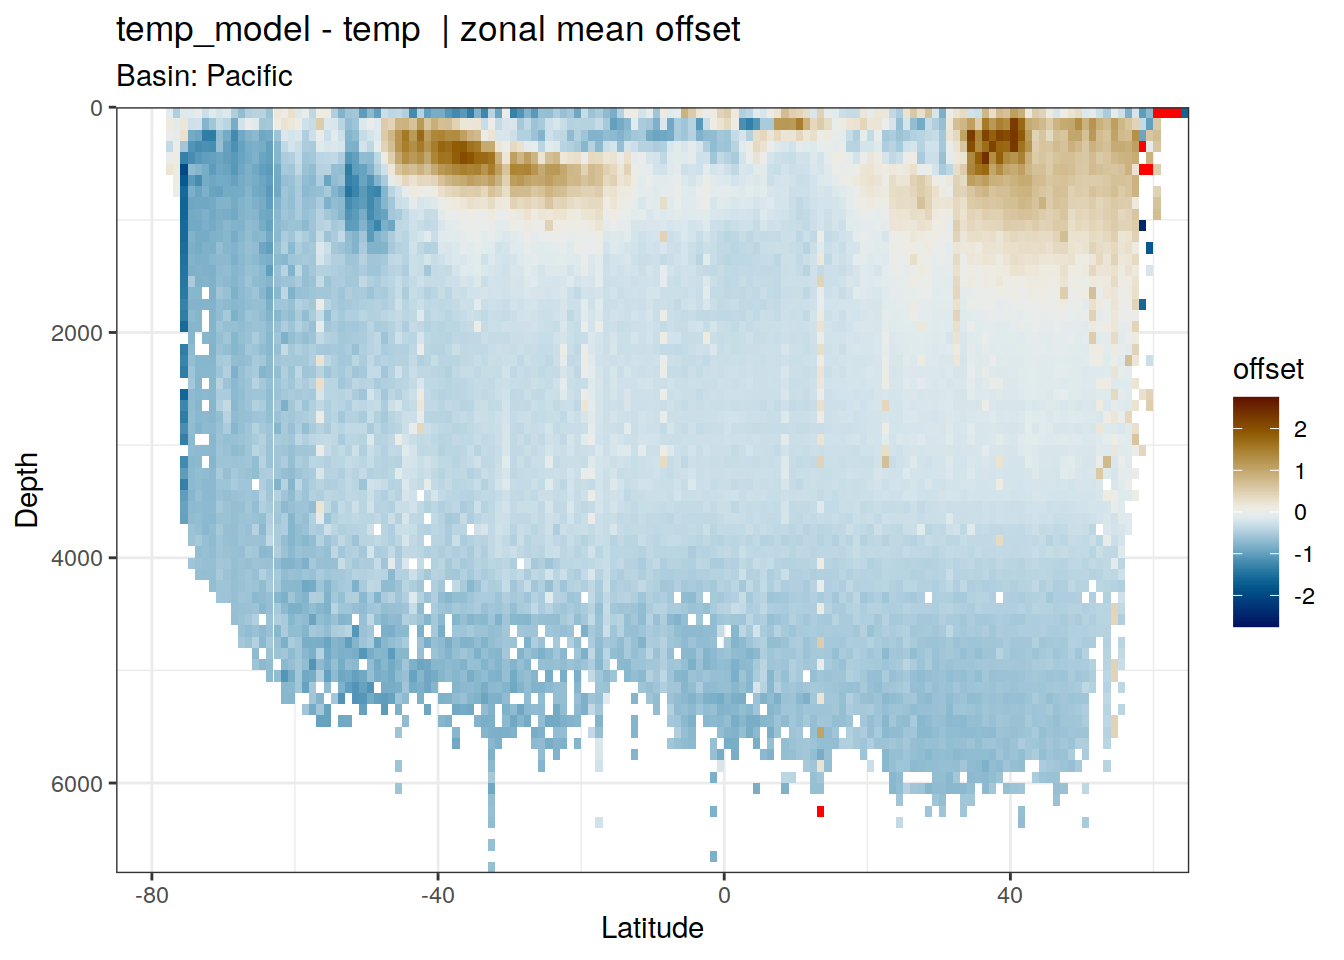 temp_model - temp  | zonal mean offset
Basin: Pacific
0
2000
4000
6000
Depth
-80
-40
0
40
Latitude
offset
2
1
0
-1
-2